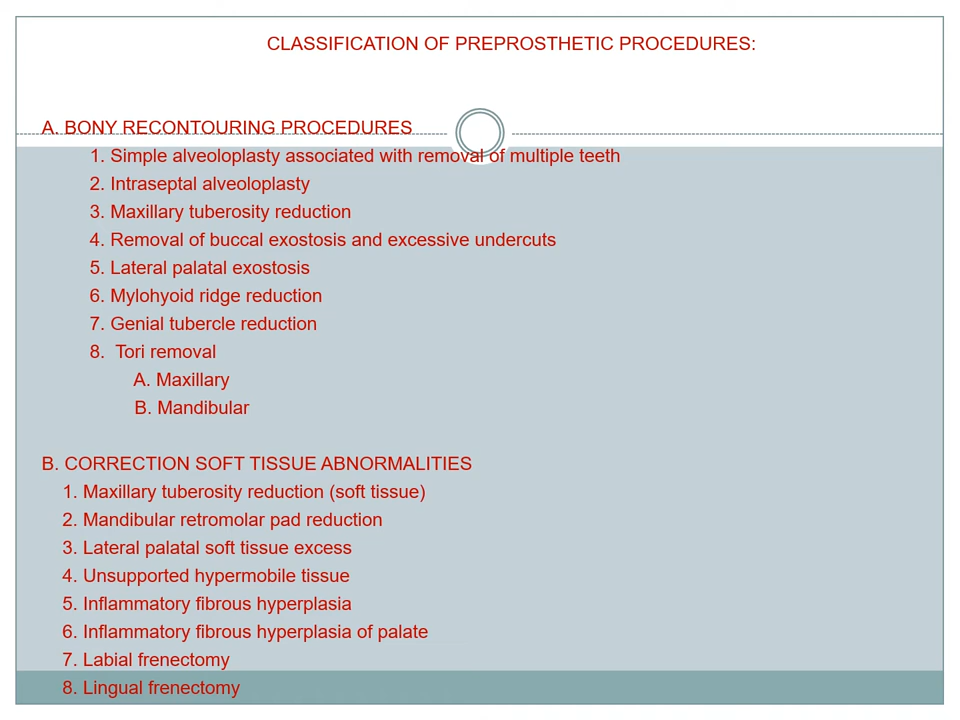 CLASSIFICATION OF PREPROSTHETIC PROCEDURES:
A. BONY RECONTOURING PROCEDURES
1. Simple alveoloplasty associated with removal of multiple teeth
2. Intraseptal alveoloplasty
3. Maxillary tuberosity reduction
4. Removal of buccal exostosis and excessive undercuts
5. Lateral palatal exostosis
6. Mylohyoid ridge reduction
7. Genial tubercle reduction
8. Tori removal
A. Maxillary
B. Mandibular
B. CORRECTION SOFT TISSUE ABNORMALITIES
1. Maxillary tuberosity reduction (soft tissue)
2. Mandibular retromolar pad reduction
3. Lateral palatal soft tissue excess
4. Unsupported hypermobile tissue
5. Inflammatory fibrous hyperplasia
6. Inflammatory fibrous hyperplasia of palate
7. Labial frenectomy
8. Lingual frenectomy